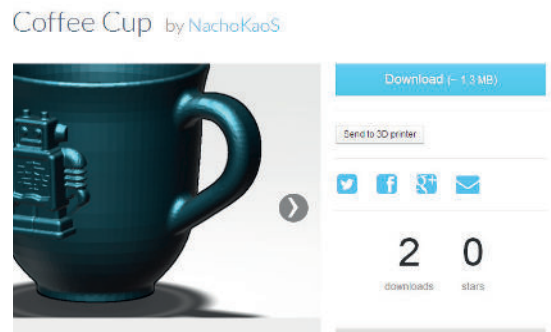 Coffee Cup by NachoKaoS
Download (~ 1.3 MB)
Send to 3D printer
2 0
downloads stars